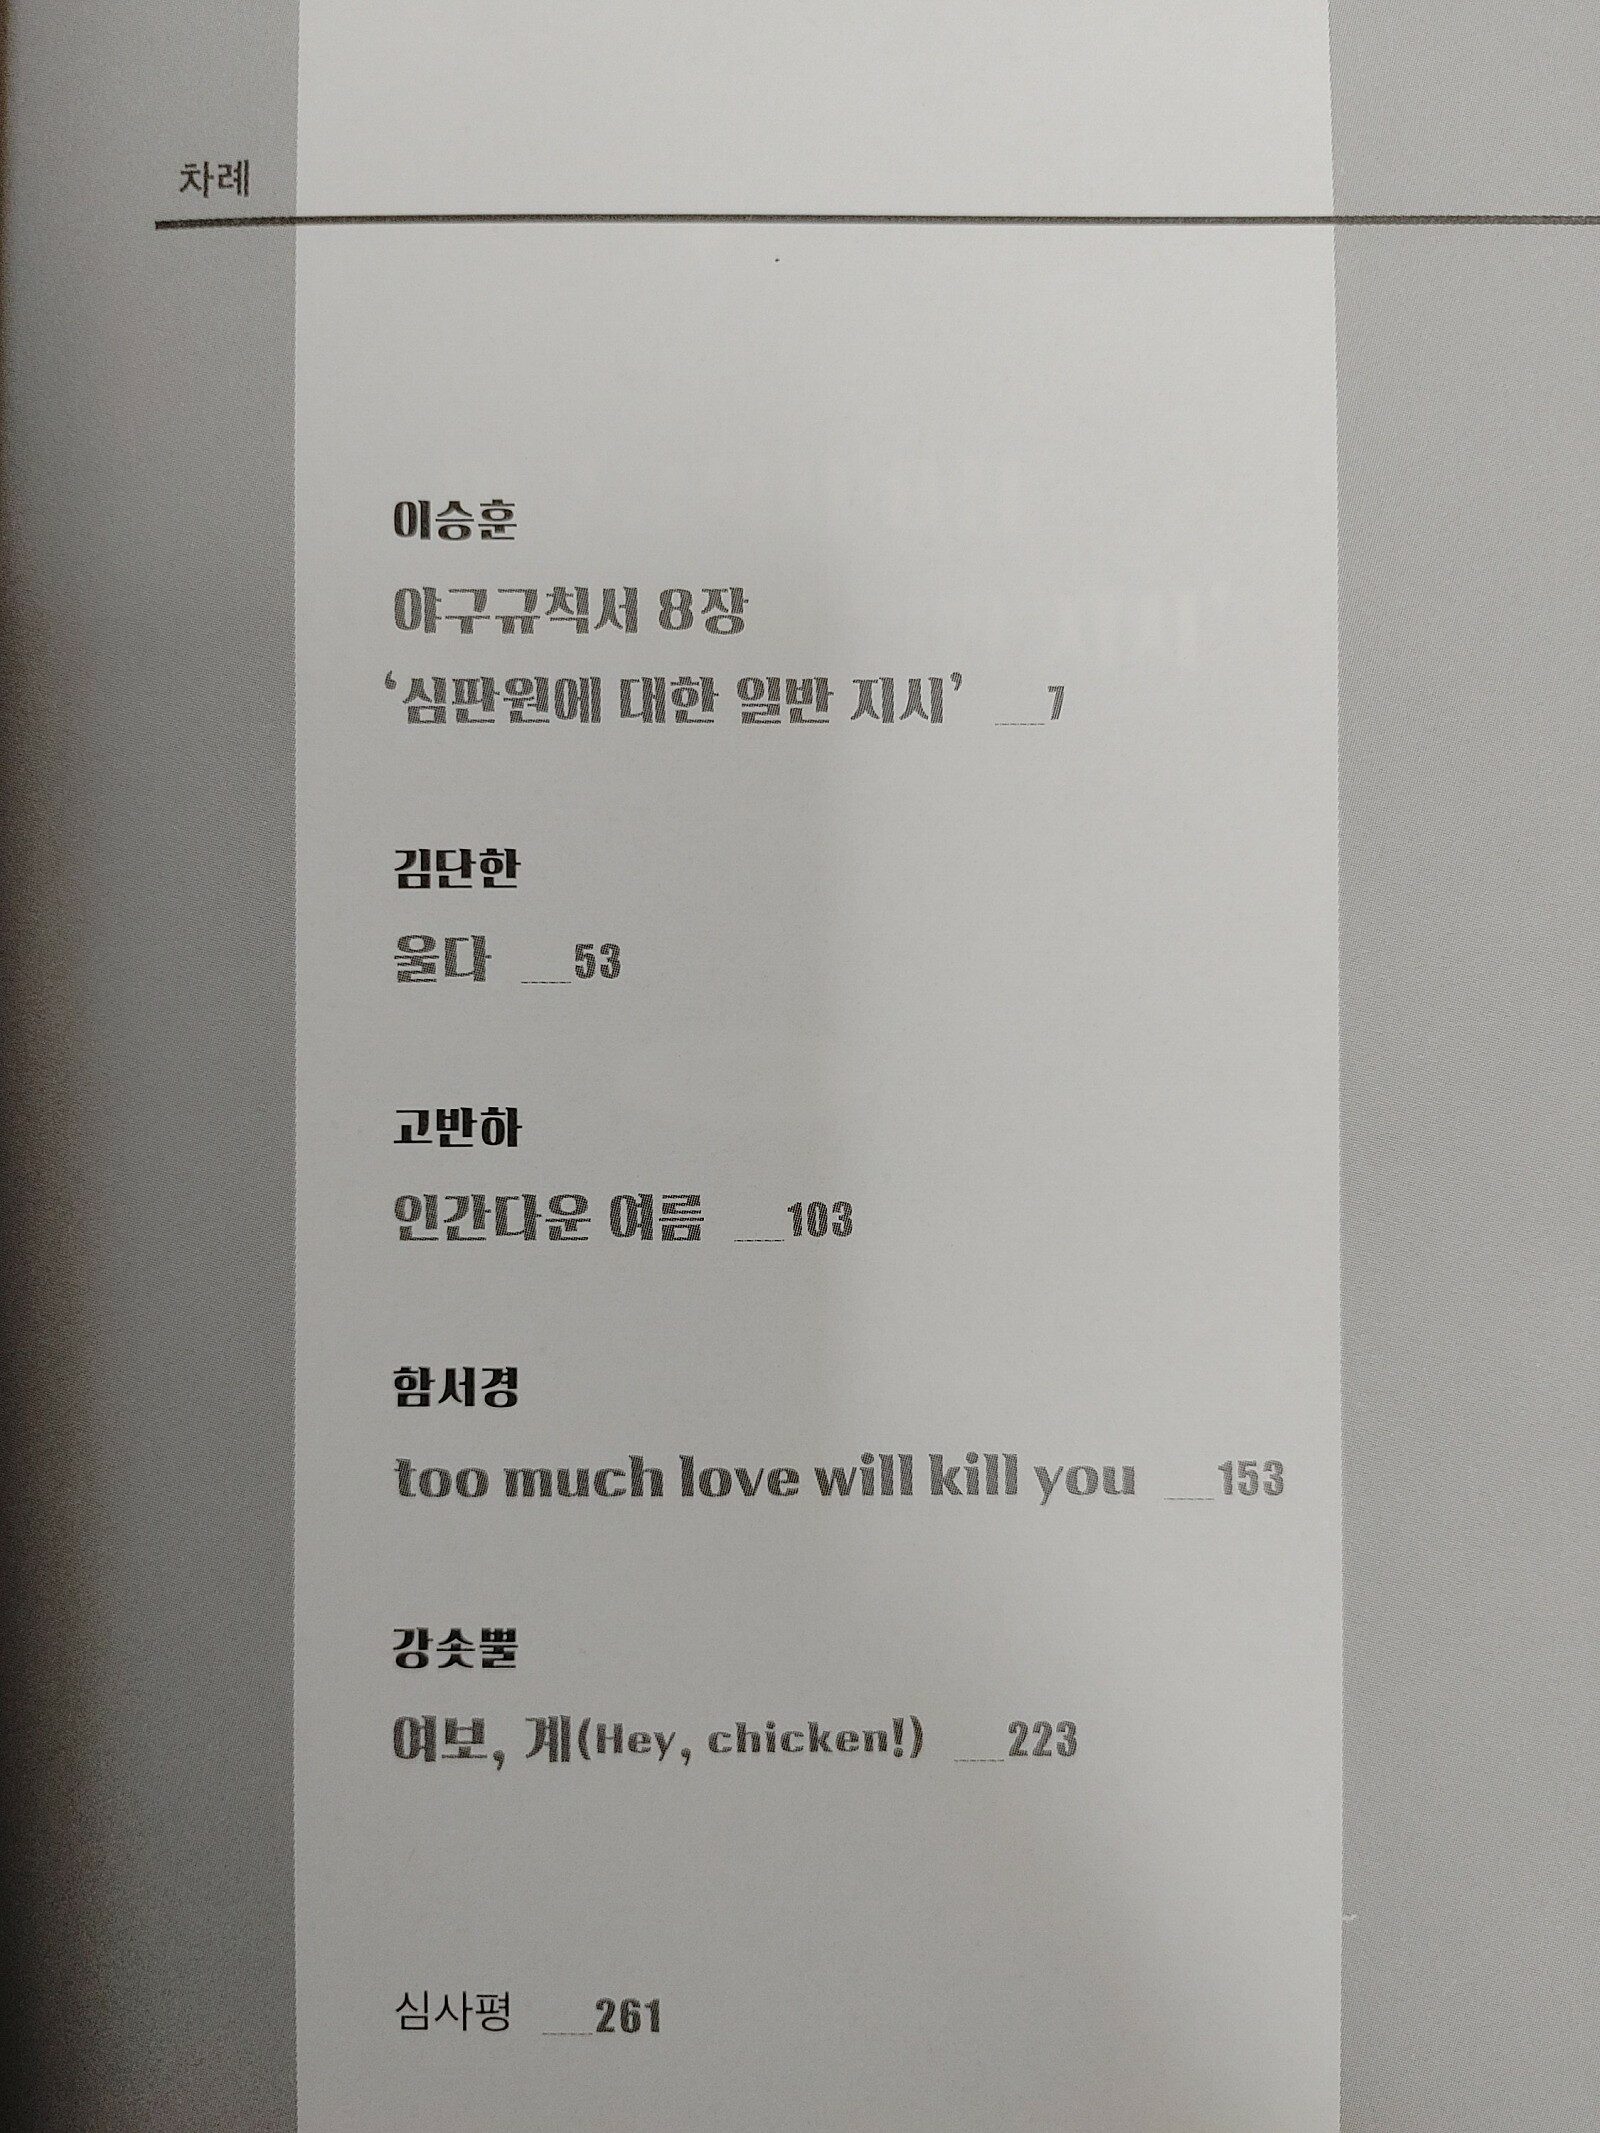 차례
이승훈
야구규칙서 8장
‘심판원에 대한 일반 지시’ __7
김단한
울다 __53
고반하
인간다운 여름 __103
함서경
too much love will kill you __153
강솟뿔
여보, 계(Hey, chicken!) __223
심사평 __261